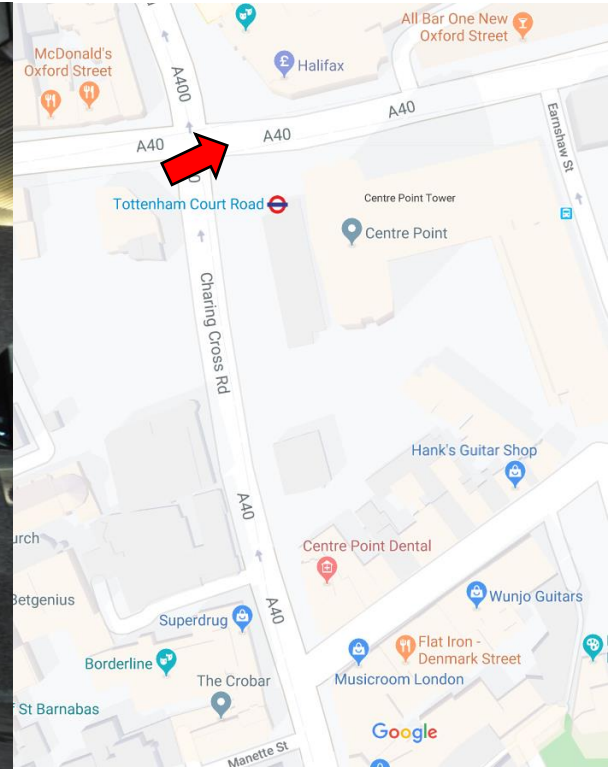 All Bar One New
Oxford Street
McDonald's
Oxford Street
Halifax
A400
A40
A40
A40
Earnshaw St
Tottenham Court Road
Centre Point Tower
Centre Point
Charing Cross Rd
Hank's Guitar Shop
A40
Centre Point Dental
Betgenius
Wunjo Guitars
Superdrug
A40
Flat Iron -
Denmark Street
Borderline
Musicroom London
The Crobar
St Barnabas
Google
Manette St